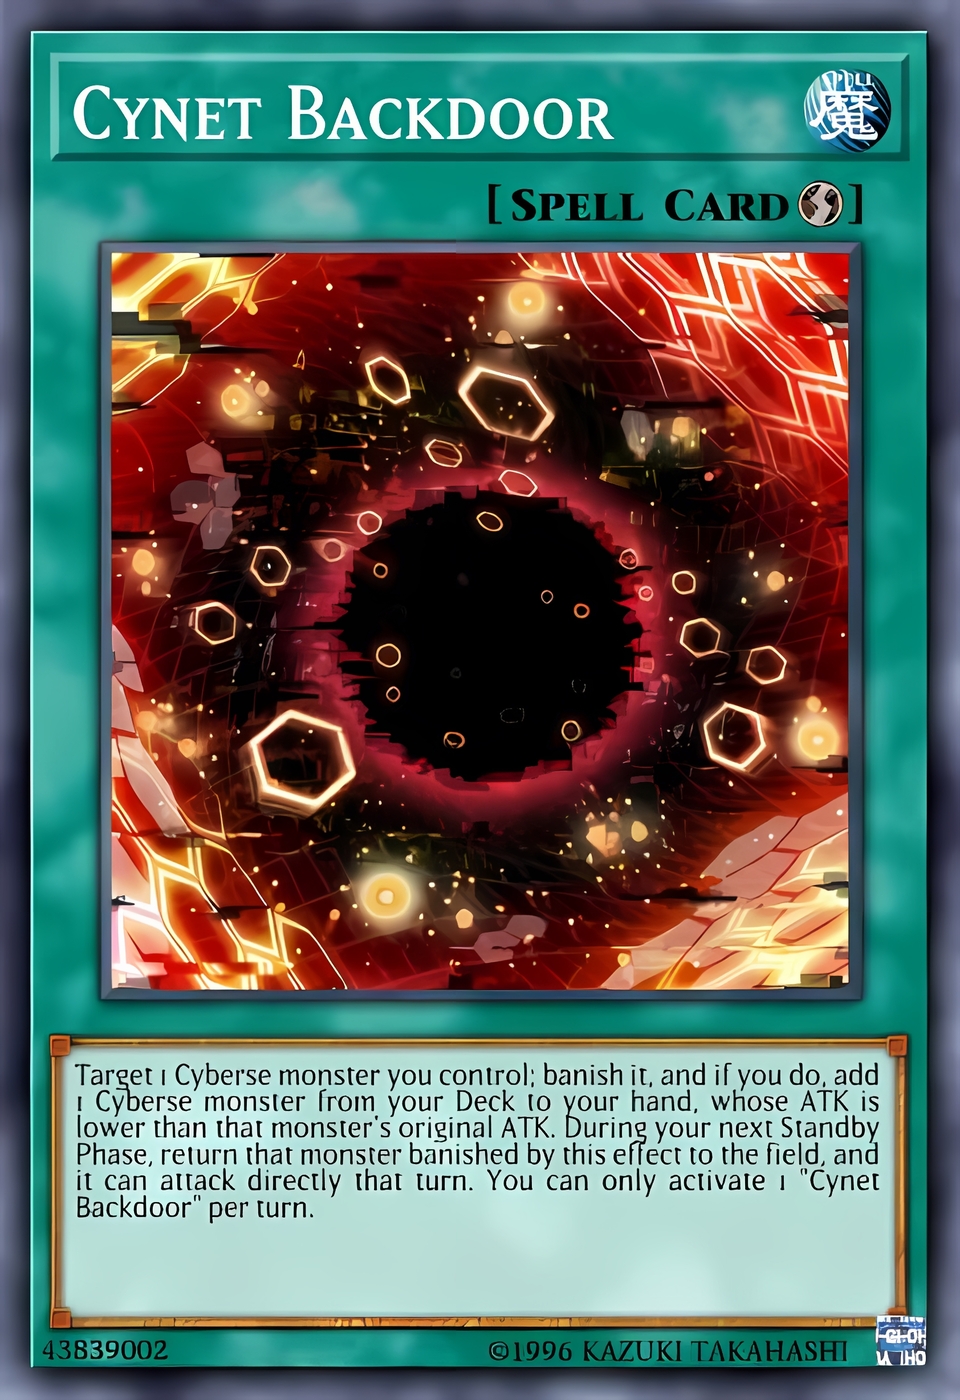 Cynet Backdoor
魔
[Spell Card]
Target 1 Cyberse monster you control; banish it, and if you do, add
1 Cyberse monster from your Deck to your hand, whose ATK is
lower than that monster's original ATK. During your next Standby
Phase, return that monster banished by this effect to the field, and
it can attack directly that turn. You can only activate 1 "Cynet
Backdoor" per turn.
43839002
©1996 KAZUKI TAKAHASHI